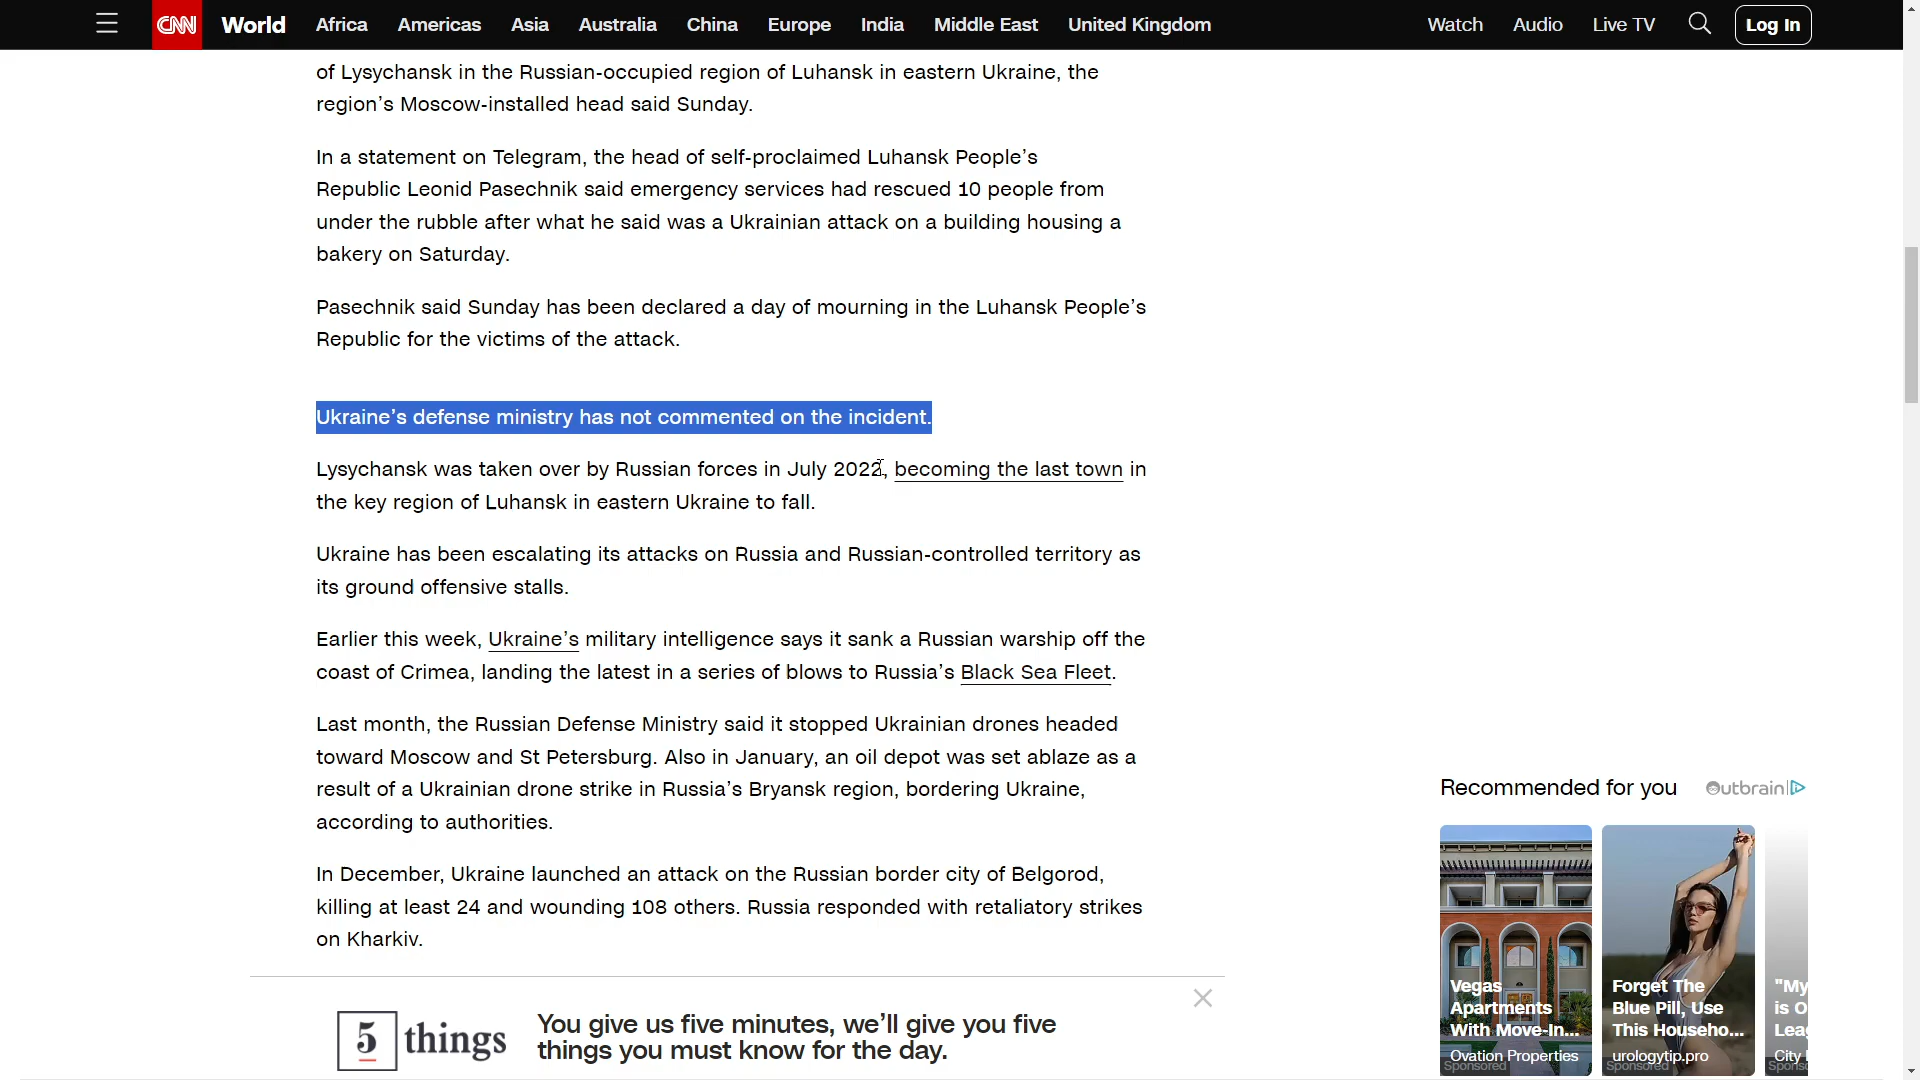 CNN World Africa Americas Asia Australia China Europe India Middle East United Kingdom Watch Audio Live TV Log In
of Lysychansk in the Russian-occupied region of Luhansk in eastern Ukraine, the
region’s Moscow-installed head said Sunday.
In a statement on Telegram, the head of self-proclaimed Luhansk People’s
Republic Leonid Pasechnik said emergency services had rescued 10 people from
under the rubble after what he said was a Ukrainian attack on a building housing a
bakery on Saturday.
Pasechnik said Sunday has been declared a day of mourning in the Luhansk People’s
Republic for the victims of the attack.
Ukraine’s defense ministry has not commented on the incident.
Lysychansk was taken over by Russian forces in July 2022, becoming the last town in
the key region of Luhansk in eastern Ukraine to fall.
Ukraine has been escalating its attacks on Russia and Russian-controlled territory as
its ground offensive stalls.
Earlier this week, Ukraine’s military intelligence says it sank a Russian warship off the
coast of Crimea, landing the latest in a series of blows to Russia’s Black Sea Fleet.
Last month, the Russian Defense Ministry said it stopped Ukrainian drones headed
toward Moscow and St Petersburg. Also in January, an oil depot was set ablaze as a
result of a Ukrainian drone strike in Russia’s Bryansk region, bordering Ukraine,
according to authorities.
In December, Ukraine launched an attack on the Russian border city of Belgorod,
killing at least 24 and wounding 108 others. Russia responded with retaliatory strikes
on Kharkiv.
5 things
You give us five minutes, we’ll give you five
things you must know for the day.
Recommended for you
Outbrain
Vegas
Apartments
With Move-In...
Ovation Properties
Sponsored
Forget The
Blue Pill, Use
This Househo...
urologytip.pro
Sponsored
"My
is O
City